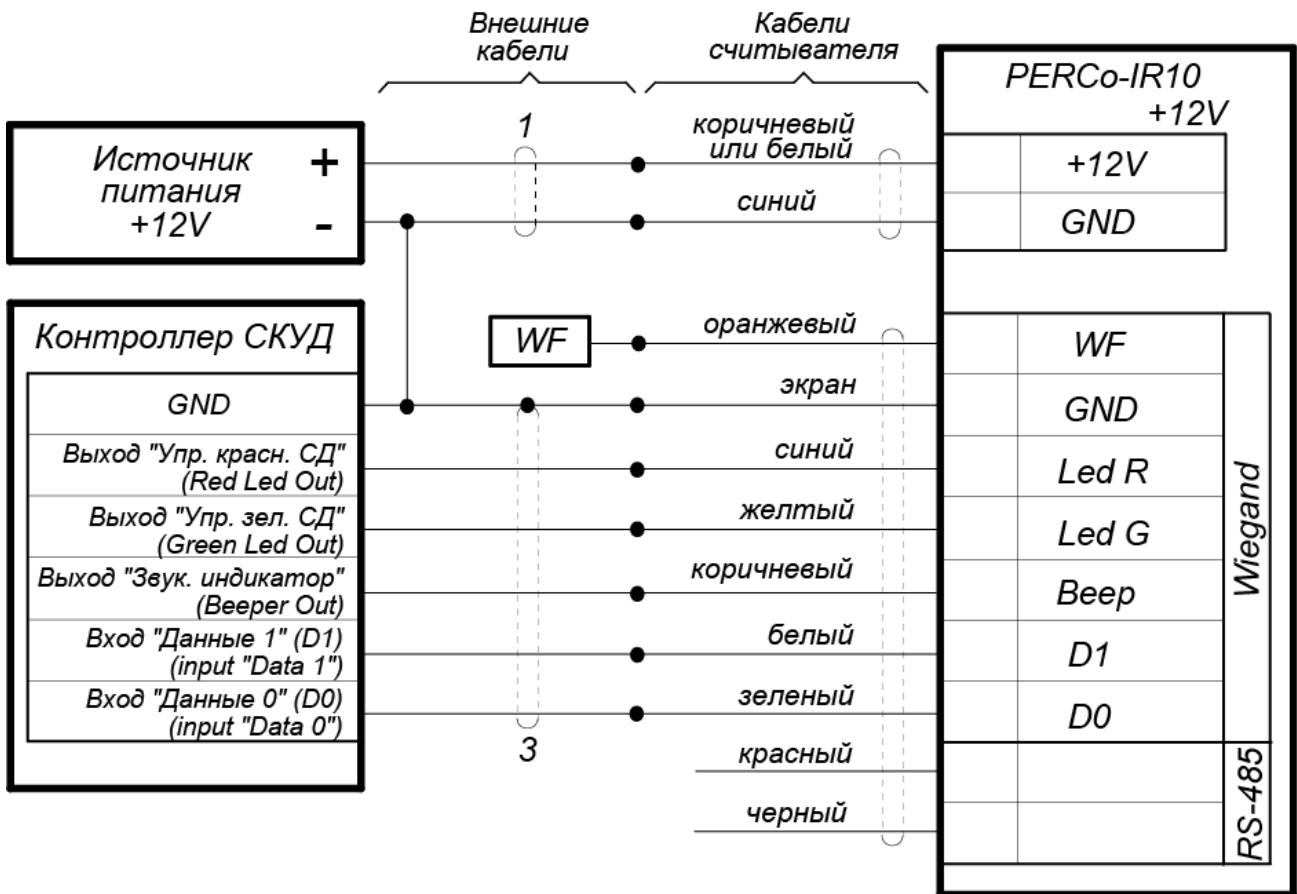 Внешние
кабели
Кабели
считывателя
PERCo-IR10
+12V
1
коричневый
или белый
Источник
питания
+12V
+
-
+12V
синий
GND
Контроллер СКУД
WF
оранжевый
WF
GND
экран
GND
Выход "Упр. красн. СД"
(Red Led Out)
синий
Led R
Выход "Упр. зел. СД"
(Green Led Out)
желтый
Led G
Выход "Звук. индикатор"
(Beeper Out)
коричневый
Beep
Вход "Данные 1" (D1)
(input "Data 1")
белый
D1
Вход "Данные 0" (D0)
(input "Data 0")
зеленый
D0
Wiegand
3
красный
черный
RS-485